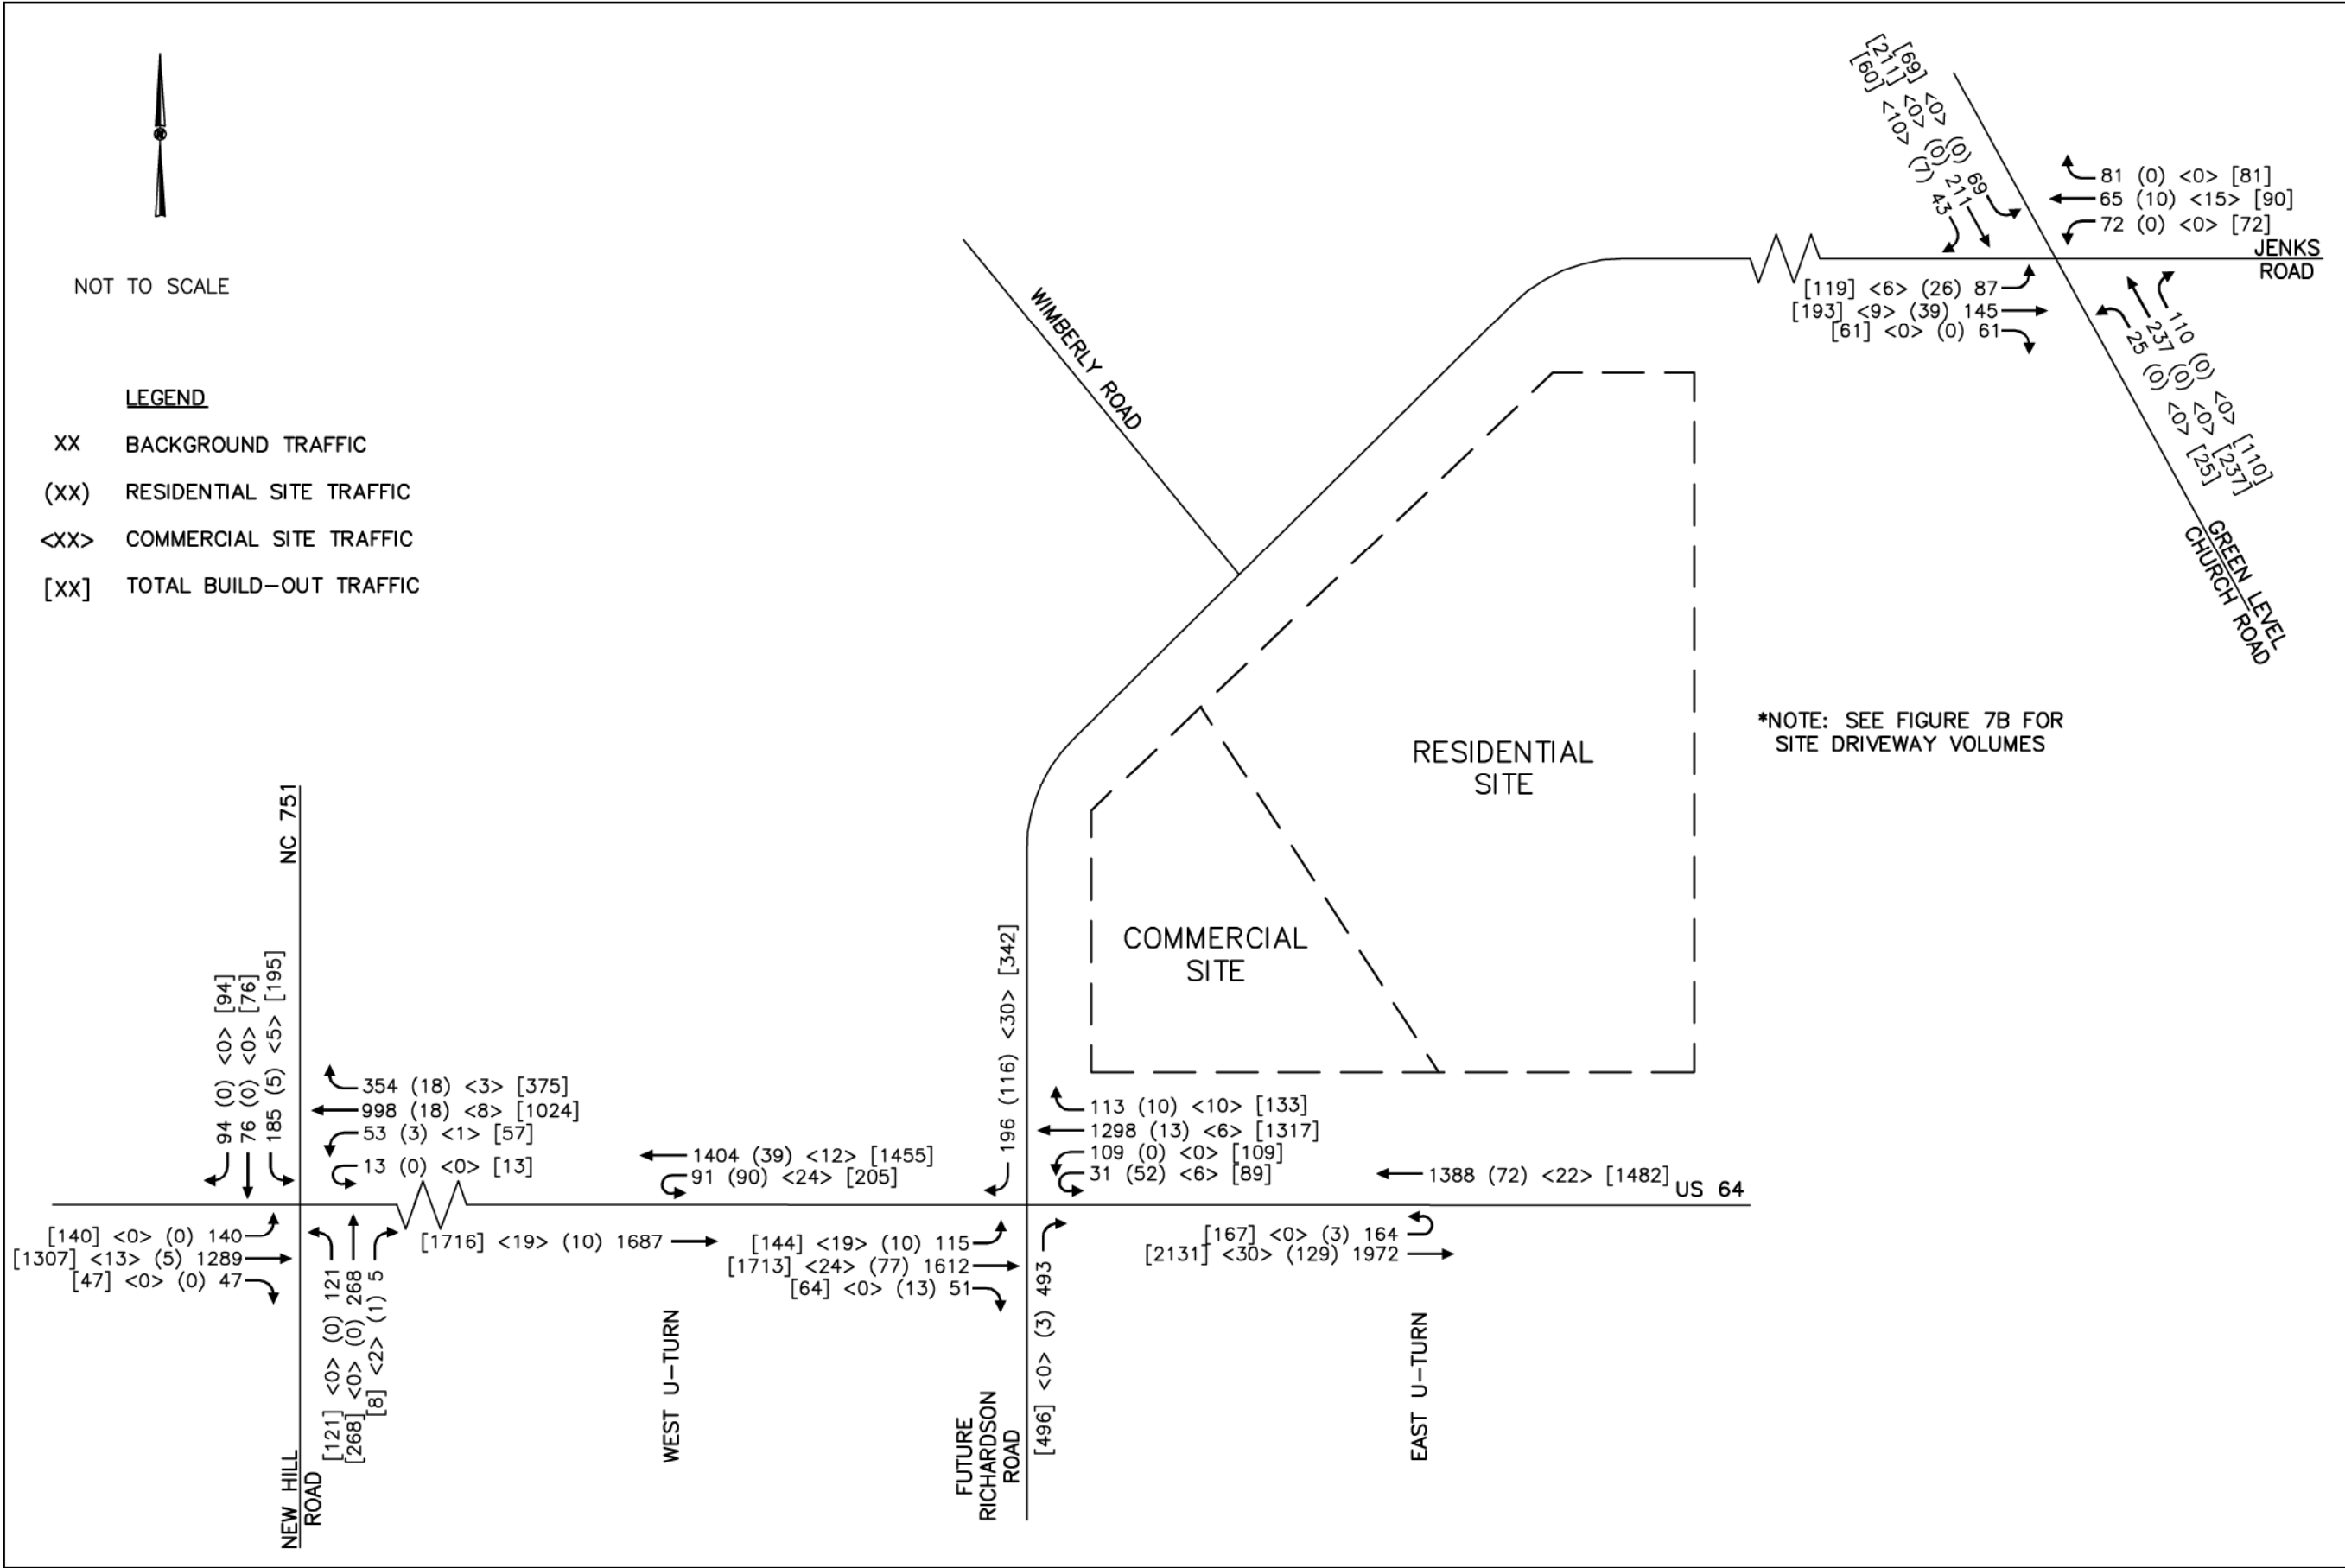 NOT TO SCALE
LEGEND
XX BACKGROUND TRAFFIC
(XX) RESIDENTIAL SITE TRAFFIC
<XX> COMMERCIAL SITE TRAFFIC
[XX] TOTAL BUILD-OUT TRAFFIC
WIMBERLY ROAD
[69] <0> (0) 69
[211] <0> (0) 211
[60] <10> (7) 43
81 (0) <0> [81]
65 (10) <15> [90]
72 (0) <0> [72]
JENKS
ROAD
[119] <6> (26) 87
[193] <9> (39) 145
[61] <0> (0) 61
110 (0) <0> [110]
237 (0) <0> [237]
25 (0) <0> [25]
GREEN LEVEL
CHURCH ROAD
*NOTE: SEE FIGURE 7B FOR
SITE DRIVEWAY VOLUMES
RESIDENTIAL
SITE
COMMERCIAL
SITE
NC 751
94 (0) <0> [94]
76 (0) <0> [76]
185 (5) <5> [195]
354 (18) <3> [375]
998 (18) <8> [1024]
53 (3) <1> [57]
13 (0) <0> [13]
[140] <0> (0) 140
[1307] <13> (5) 1289
[47] <0> (0) 47
[121] <0> (0) 121
[268] <0> (0) 268
[8] <2> (1) 5
NEW HILL
ROAD
1404 (39) <12> [1455]
91 (90) <24> [205]
[1716] <19> (10) 1687
WEST U-TURN
196 (116) <30> [342]
113 (10) <10> [133]
1298 (13) <6> [1317]
109 (0) <0> [109]
31 (52) <6> [89]
[144] <19> (10) 115
[1713] <24> (77) 1612
[64] <0> (13) 51
[496] <0> (3) 493
FUTURE
RICHARDSON
ROAD
1388 (72) <22> [1482]
US 64
[167] <0> (3) 164
[2131] <30> (129) 1972
EAST U-TURN